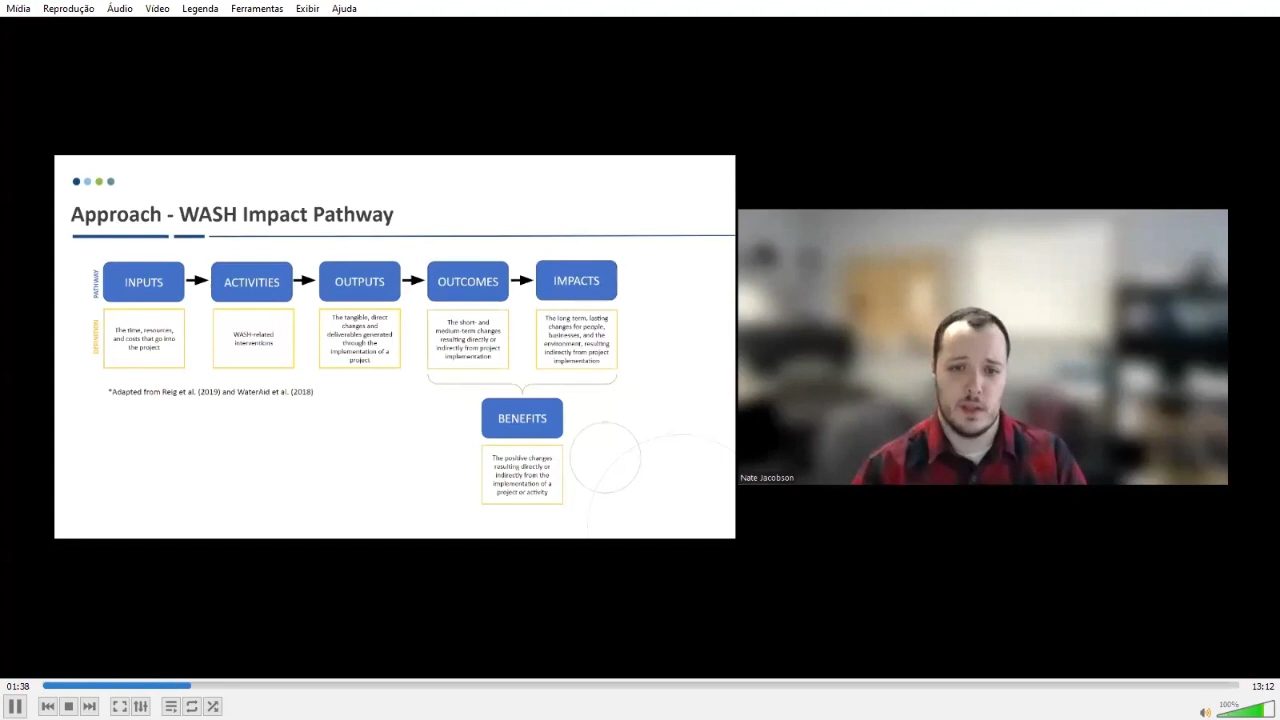 Mídia Reprodução Áudio Vídeo Legenda Ferramentas Exibir Ajuda
Approach - WASH Impact Pathway
PATHWAY
INPUTS
ACTIVITIES
OUTPUTS
OUTCOMES
IMPACTS
DEFINITION
The time, resources,
and costs that go into
the project
WASH-related
interventions
The tangible, direct
changes and
deliverables generated
through the
implementation of a
project
The short- and
medium-term changes
resulting directly or
indirectly from project
implementation
The long-term, lasting
changes for people,
businesses, and the
environment, resulting
indirectly from project
implementation
*Adapted from Reig et al. (2019) and WaterAid et al. (2018)
BENEFITS
The positive changes
resulting directly or
indirectly from the
implementation of a
project or activity
Nate Jacobson
01:38
13:12
100%